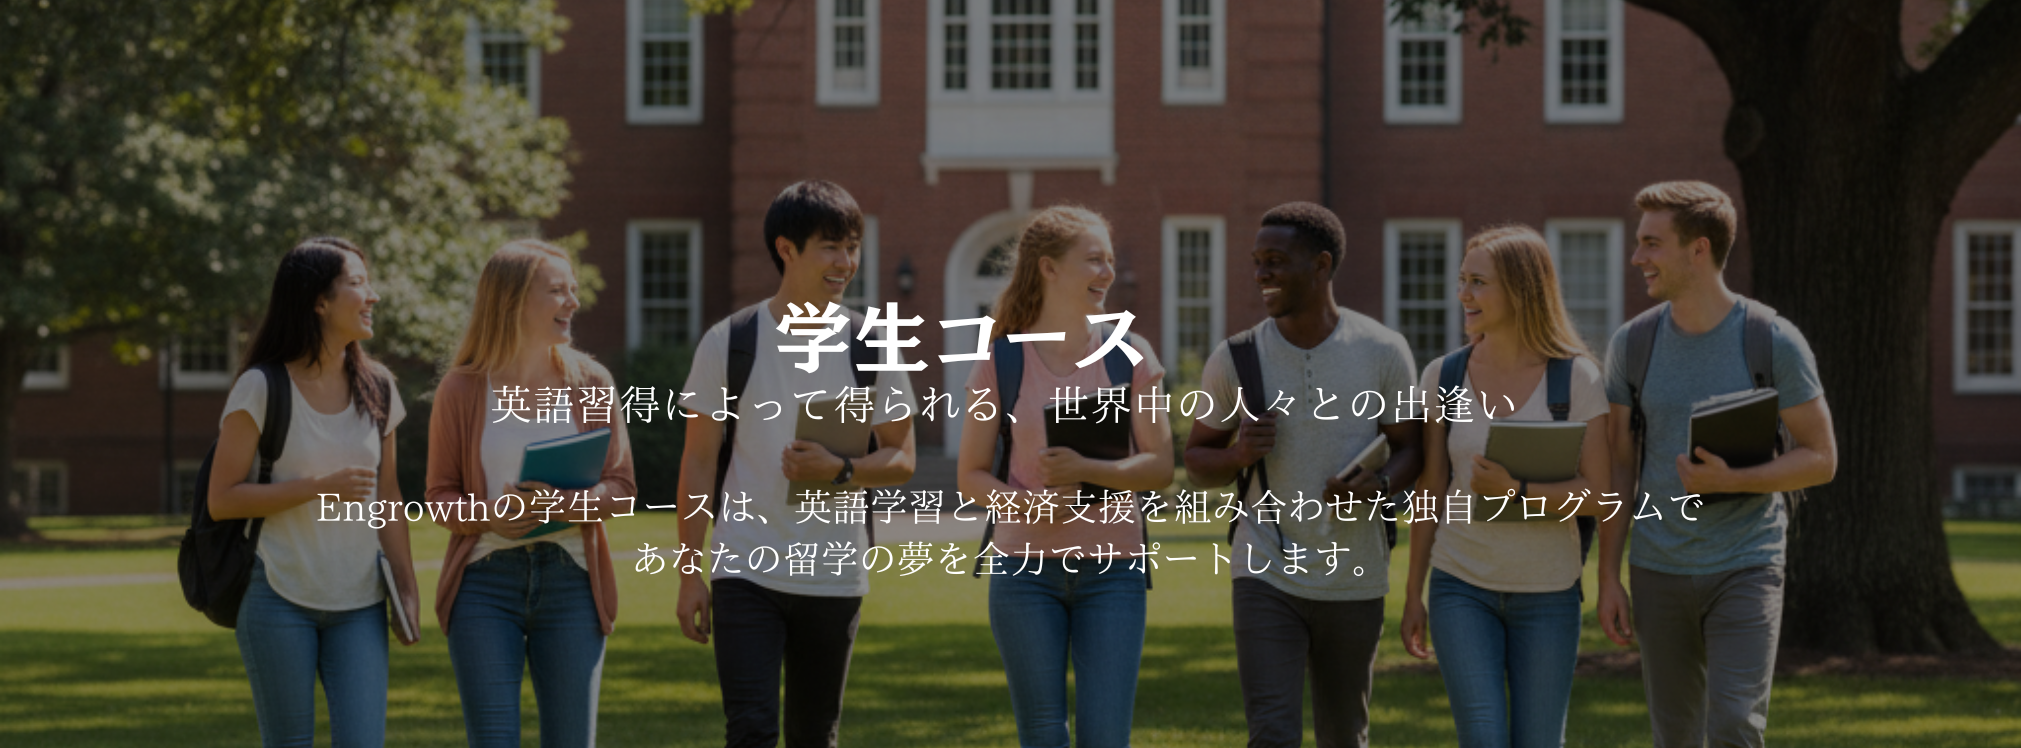 学生コース
英語習得によって得られる、世界中の人々との出逢い
Engrowthの学生コースは、英語学習と経済支援を組み合わせた独自プログラムで
あなたの留学の夢を全力でサポートします。